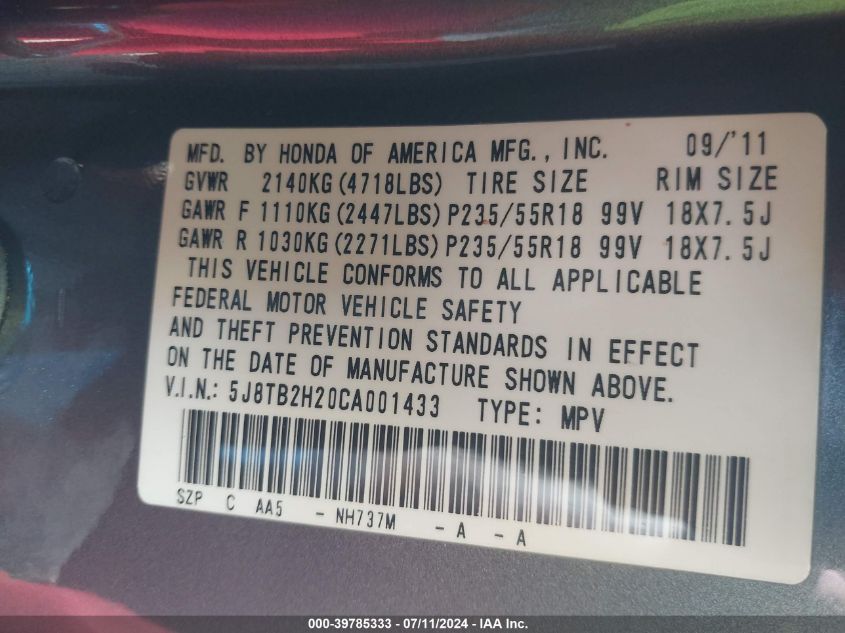 MFD. BY HONDA OF AMERICA MFG., INC. 09/'11
GVWR 2140KG (4718LBS) TIRE SIZE RIM SIZE
GAWR F 1110KG (2447LBS) P235/55R18 99V 18X7.5J
GAWR R 1030KG (2271LBS) P235/55R18 99V 18X7.5J
THIS VEHICLE CONFORMS TO ALL APPLICABLE
FEDERAL MOTOR VEHICLE SAFETY
AND THEFT PREVENTION STANDARDS IN EFFECT
ON THE DATE OF MANUFACTURE SHOWN ABOVE.
V.I.N.: 5J8TB2H20CA001433 TYPE: MPV
SZP C AA5 - NH737M - A - A
000-39785333 - 07/11/2024 - IAA Inc.